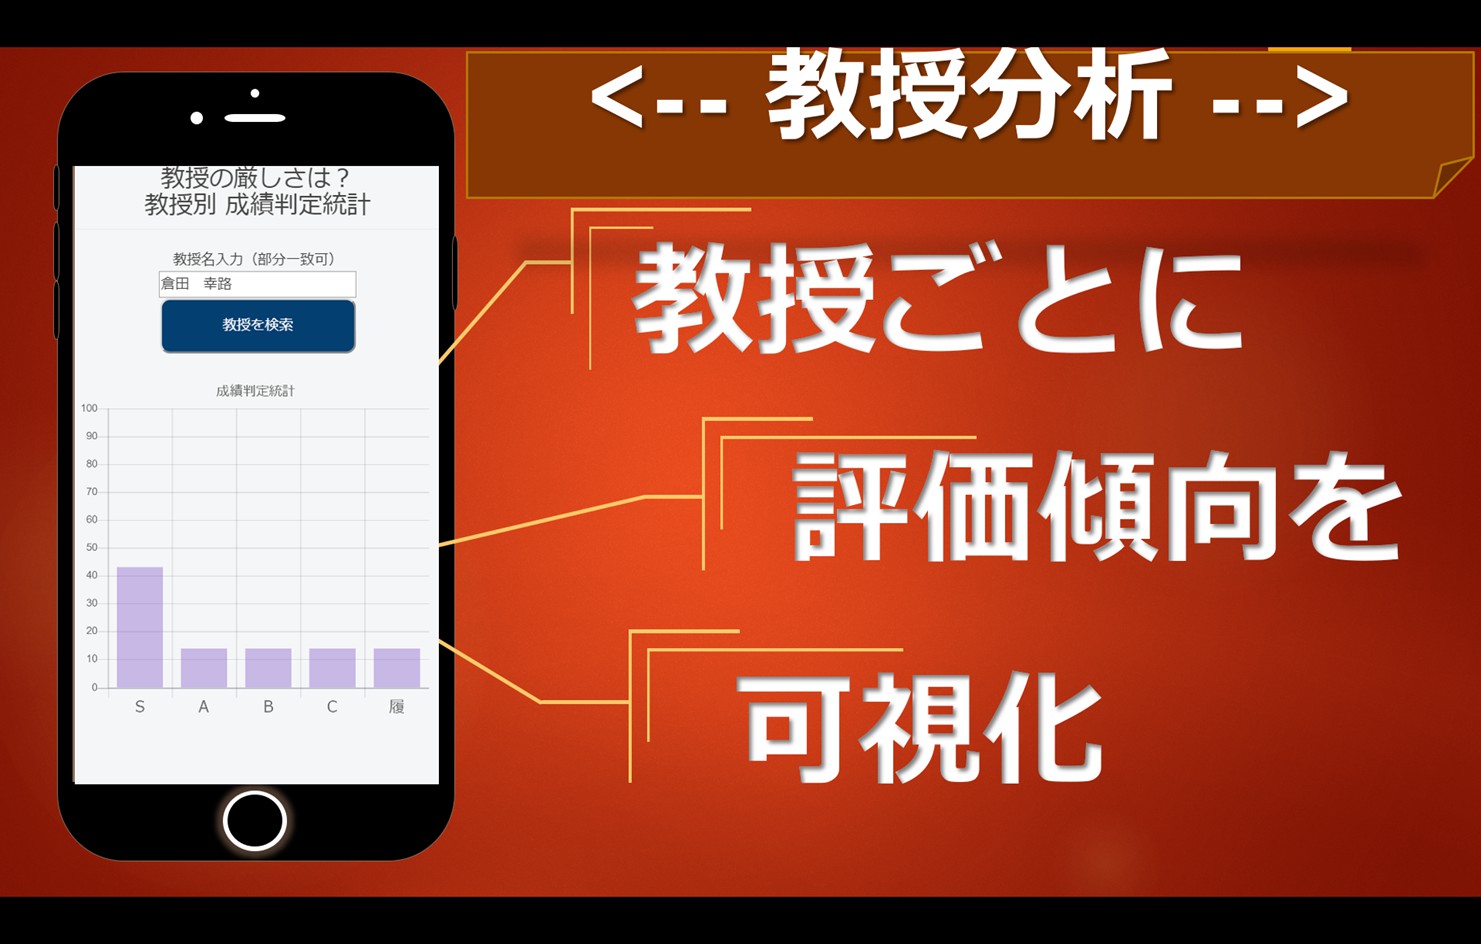 <-- 教授分析 -->
教授の厳しさは？
教授別 成績判定統計
教授名入力（部分一致可）
倉田　幸路
教授を検索
成績判定統計
100
90
80
70
60
50
40
30
20
10
0
S A B C 履
教授ごとに
評価傾向を
可視化